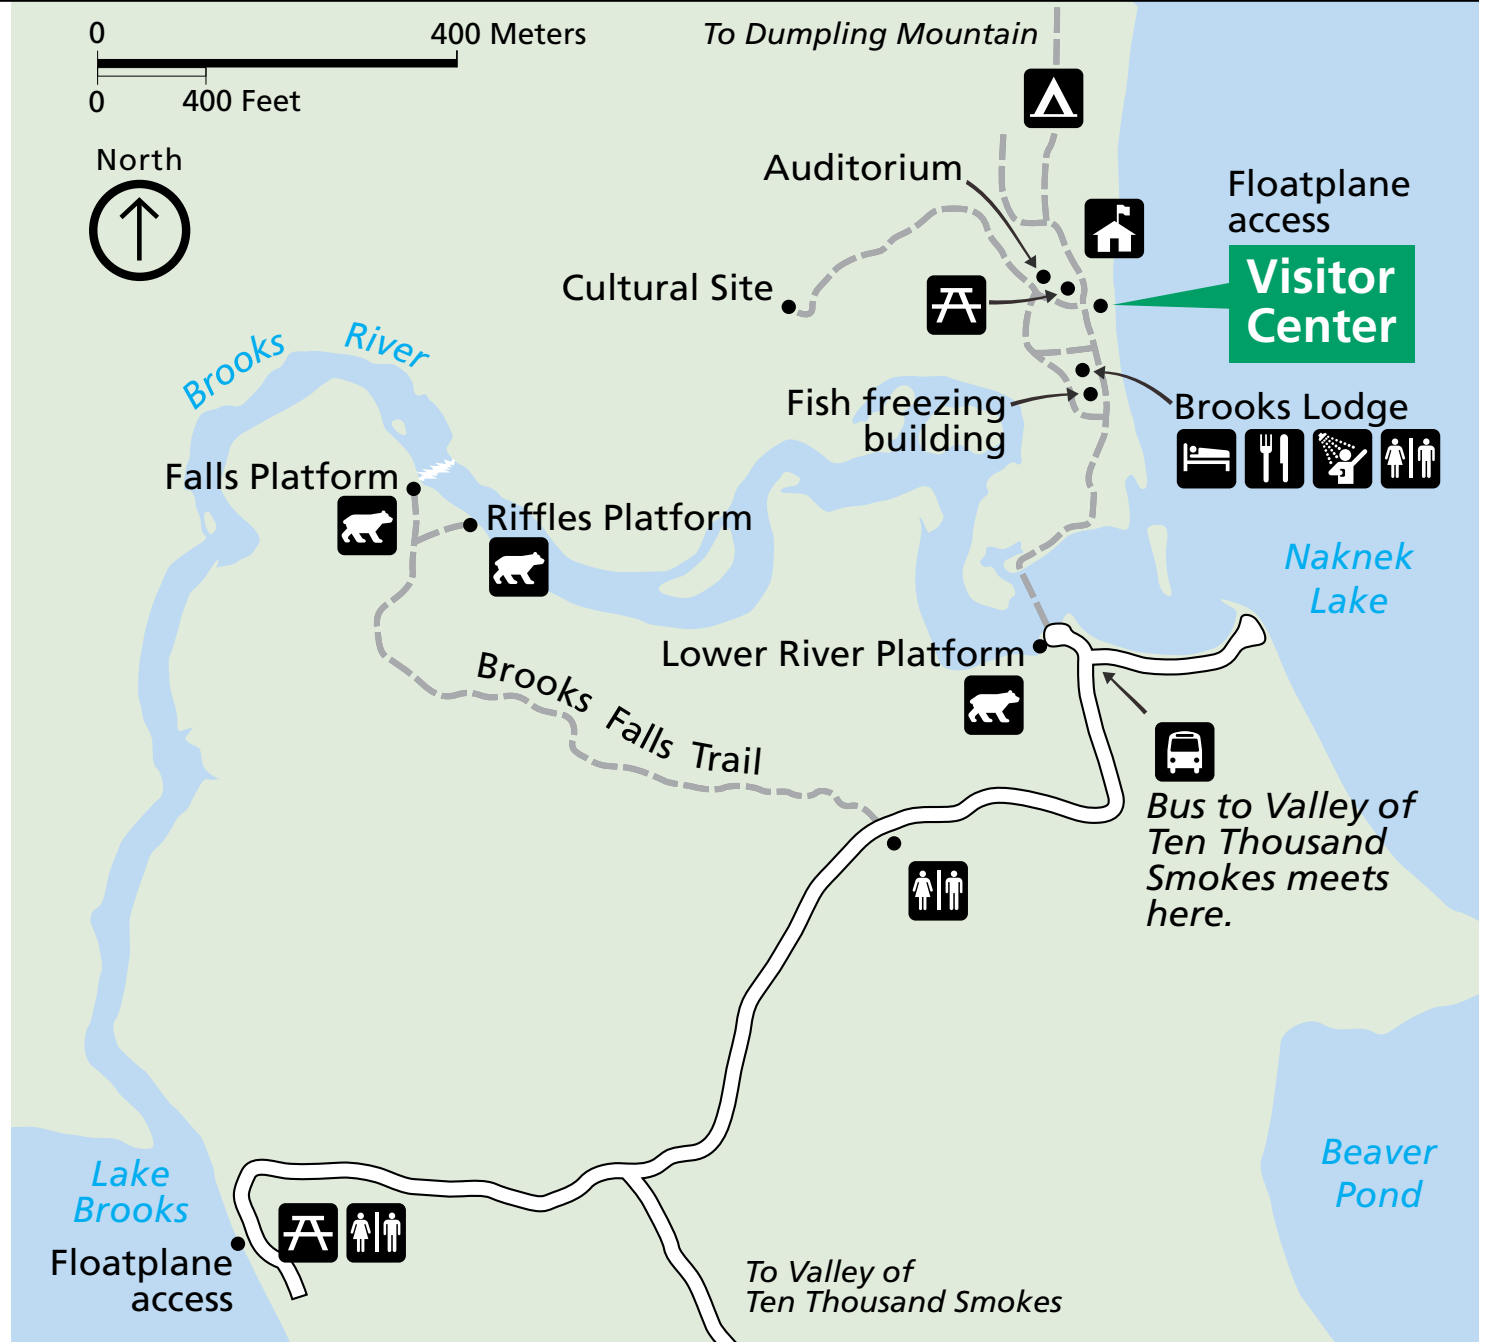 0 400 Meters
0 400 Feet
To Dumpling Mountain
North
Auditorium
Floatplane
access
Visitor
Center
Cultural Site
Brooks River
Fish freezing
building
Brooks Lodge
Falls Platform
Riffles Platform
Naknek
Lake
Lower River Platform
Brooks Falls Trail
Bus to Valley of
Ten Thousand
Smokes meets
here.
Lake
Brooks
Beaver
Pond
Floatplane
access
To Valley of
Ten Thousand Smokes